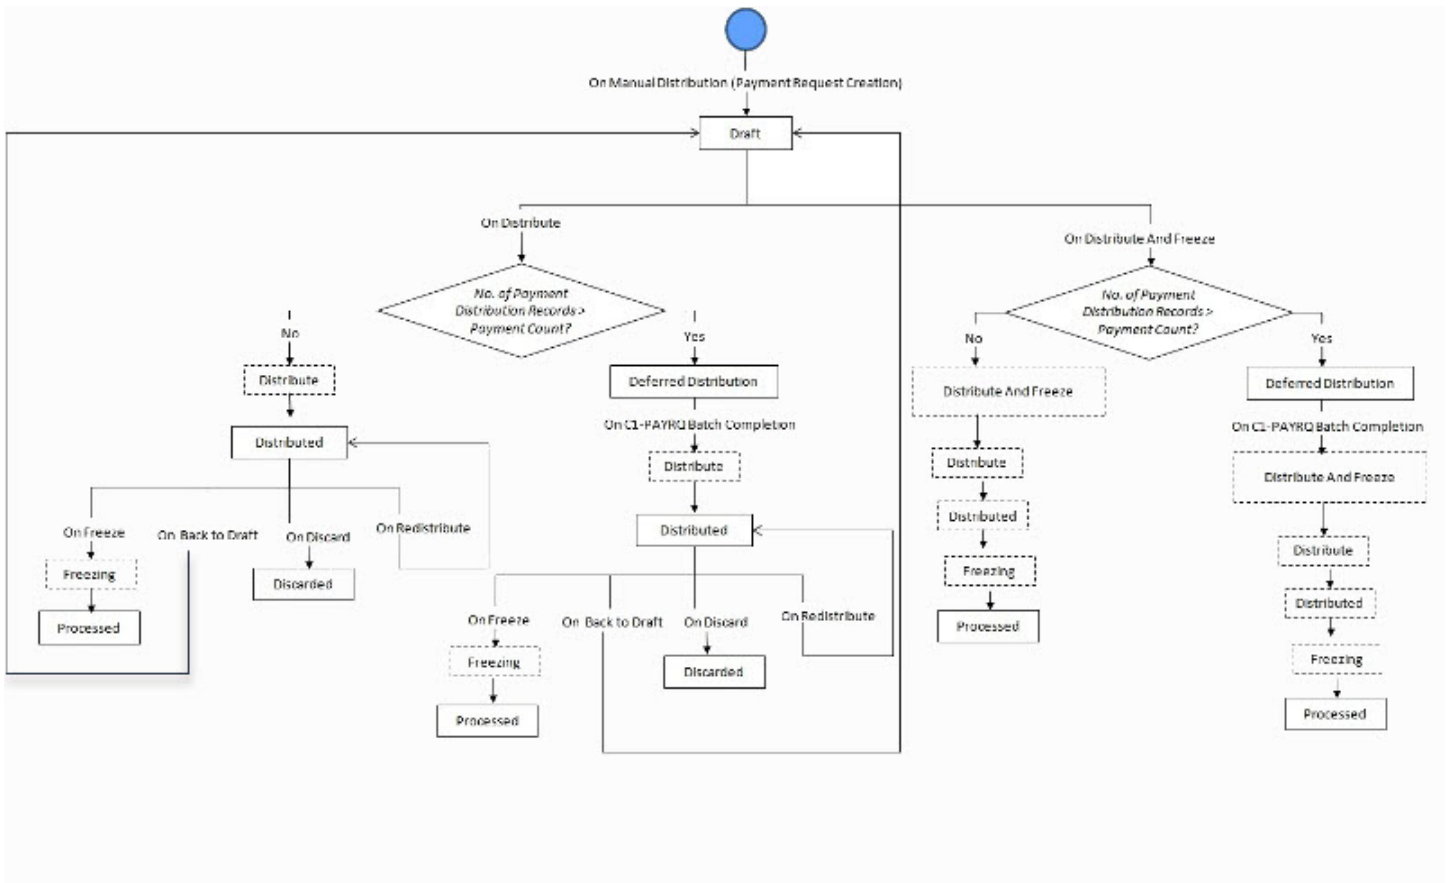 On Manual Distribution (Payment Request Creation)
Draft
On Distribute
No. of Payment
Distribution Records >
Payment Count?
No
Distribute
Distributed
On Freeze
Freezing
Processed
On Back to Draft
On Discard
Discarded
On Redistribute
Yes
Deferred Distribution
On C1-PAYRQ Batch Completion
Distribute
Distributed
On Freeze
Freezing
Processed
On Back to Draft
On Discard
Discarded
On Redistribute
On Distribute And Freeze
No. of Payment
Distribution Records >
Payment Count?
No
Distribute And Freeze
Distribute
Distributed
Freezing
Processed
Yes
Deferred Distribution
On C1-PAYRQ Batch Completion
Distribute And Freeze
Distribute
Distributed
Freezing
Processed